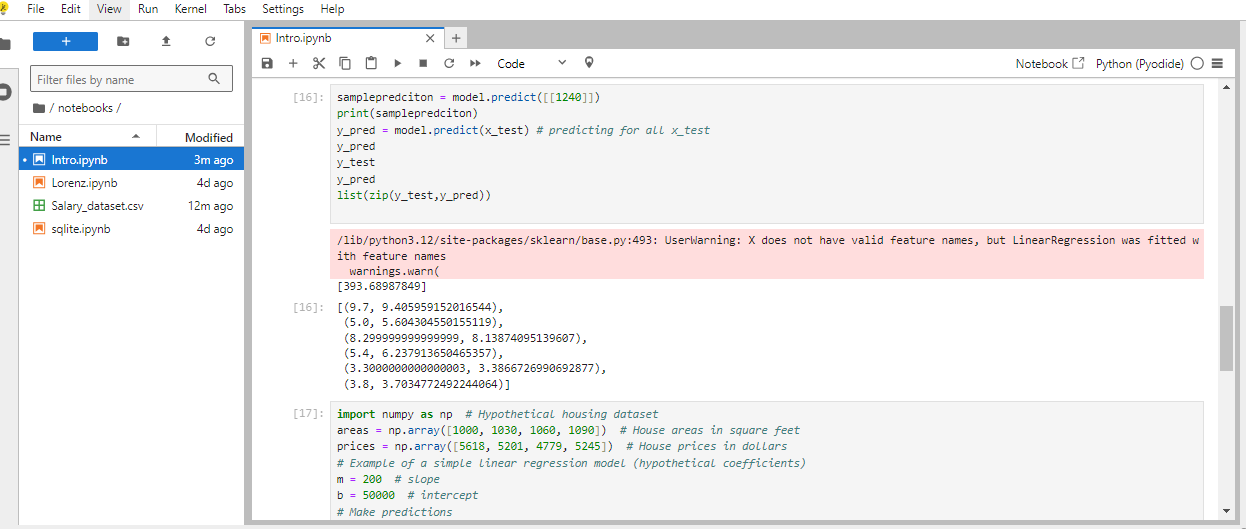 File Edit View Run Kernel Tabs Settings Help
Intro.ipynb
Filter files by name
Code
Notebook
Python (Pyodide)
/ notebooks /
Name Modified
Intro.ipynb 3m ago
Lorenz.ipynb 4d ago
Salary_dataset.csv 12m ago
sqlite.ipynb 4d ago
[16]: samplepredciton = model.predict([[1240]])
print(samplepredciton)
y_pred = model.predict(x_test) # predicting for all x_test
y_pred
y_test
y_pred
list(zip(y_test,y_pred))
/lib/python3.12/site-packages/sklearn/base.py:493: UserWarning: X does not have valid feature names, but LinearRegression was fitted w
ith feature names
warnings.warn(
[393.68987849]
[16]: [(9.7, 9.405959152016544),
(5.0, 5.604304550155119),
(8.299999999999999, 8.13874095139607),
(5.4, 6.237913650465357),
(3.3000000000000003, 3.3866726990692877),
(3.8, 3.7034772492244064)]
[17]: import numpy as np # Hypothetical housing dataset
areas = np.array([1000, 1030, 1060, 1090]) # House areas in square feet
prices = np.array([5618, 5201, 4779, 5245]) # House prices in dollars
# Example of a simple linear regression model (hypothetical coefficients)
m = 200 # slope
b = 50000 # intercept
# Make predictions